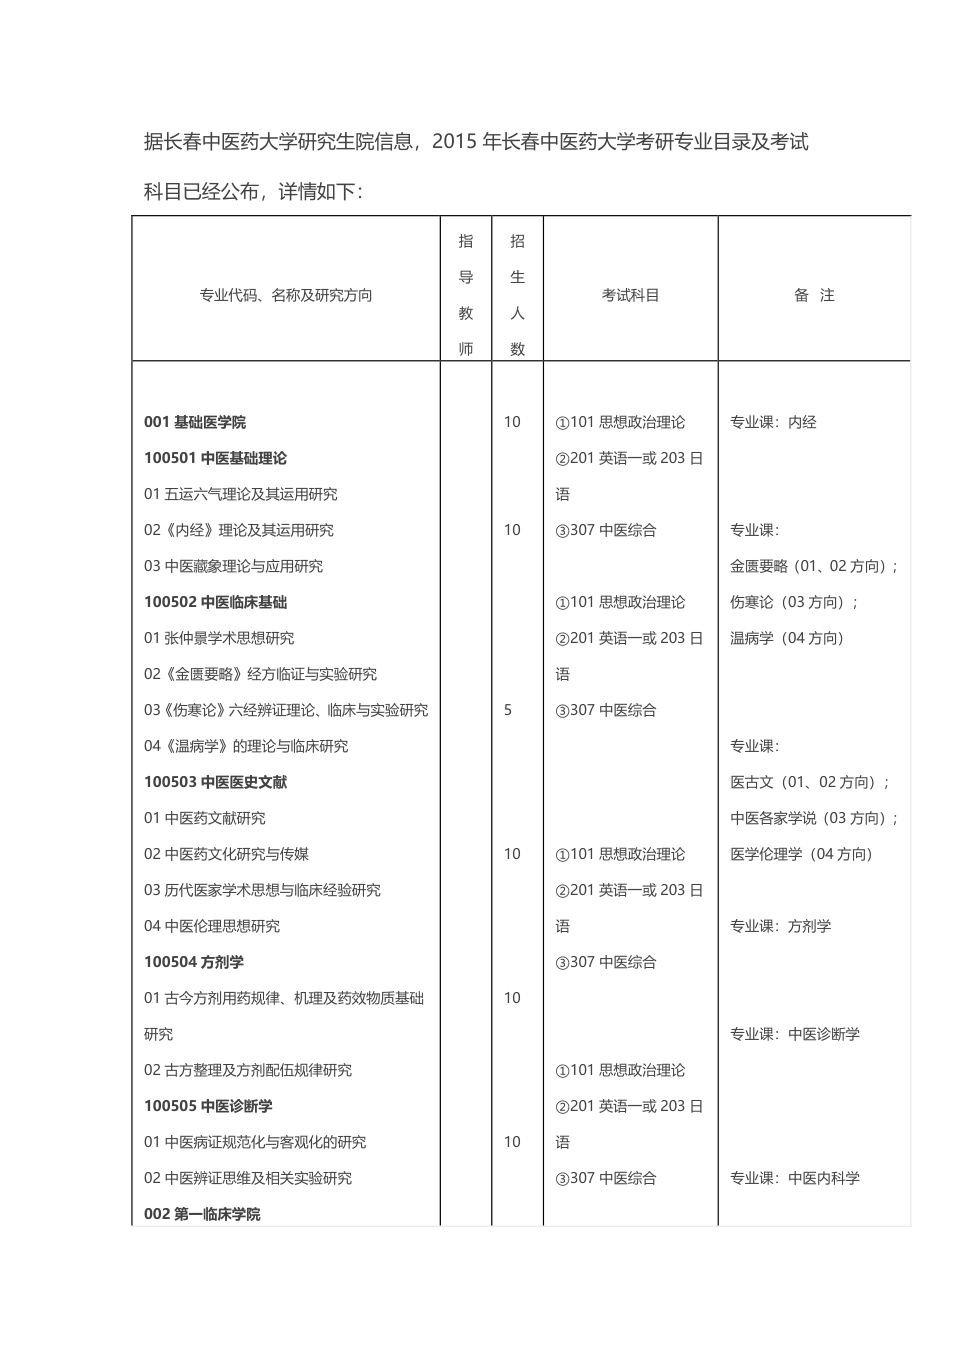 据长春中医药大学研究生院信息，2015 年长春中医药大学考研专业目录及考试
科目已经公布，详情如下：
专业代码、名称及研究方向
指
导
教
师
招
生
人
数
考试科目
备 注
001 基础医学院
100501 中医基础理论
01 五运六气理论及其运用研究
02《内经》理论及其运用研究
03 中医藏象理论与应用研究
100502 中医临床基础
01 张仲景学术思想研究
02《金匮要略》经方临证与实验研究
03《伤寒论》六经辨证理论、临床与实验研究
04《温病学》的理论与临床研究
100503 中医医史文献
01 中医药文献研究
02 中医药文化研究与传媒
03 历代医家学术思想与临床经验研究
04 中医伦理思想研究
100504 方剂学
01 古今方剂用药规律、机理及药效物质基础
研究
02 古方整理及方剂配伍规律研究
100505 中医诊断学
01 中医病证规范化与客观化的研究
02 中医辨证思维及相关实验研究
002 第一临床学院
10
10
5
10
10
10
①101 思想政治理论
②201 英语一或 203 日
语
③307 中医综合
①101 思想政治理论
②201 英语一或 203 日
语
③307 中医综合
①101 思想政治理论
②201 英语一或 203 日
语
③307 中医综合
①101 思想政治理论
②201 英语一或 203 日
语
③307 中医综合
专业课：内经
专业课：
金匮要略（01、02 方向）；
伤寒论（03 方向）；
温病学（04 方向）
专业课：
医古文（01、02 方向）；
中医各家学说（03 方向）；
医学伦理学（04 方向）
专业课：方剂学
专业课：中医诊断学
专业课：中医内科学